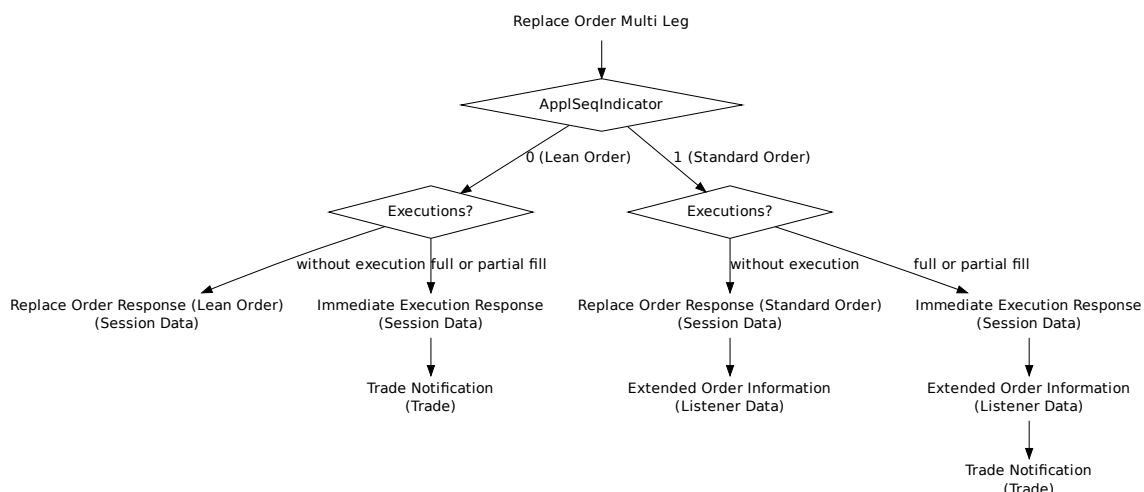 Replace Order Multi Leg
ApplSeqIndicator
0 (Lean Order)
1 (Standard Order)
Executions?
Executions?
without execution
full or partial fill
without execution
full or partial fill
Replace Order Response (Lean Order)
(Session Data)
Immediate Execution Response
(Session Data)
Replace Order Response (Standard Order)
(Session Data)
Immediate Execution Response
(Session Data)
Trade Notification
(Trade)
Extended Order Information
(Listener Data)
Extended Order Information
(Listener Data)
Trade Notification
(Trade)